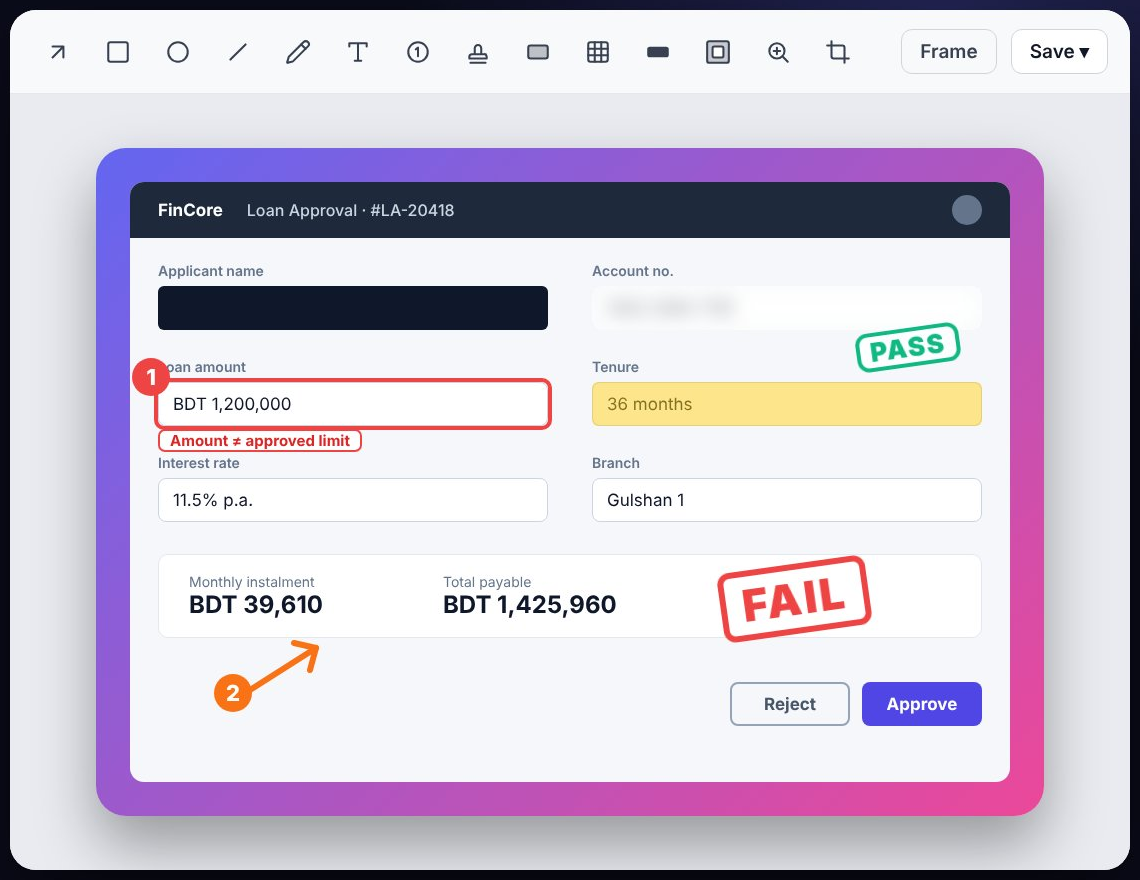 1
Frame
Save ▾
FinCore
Loan Approval · #LA-20418
Applicant name
Account no.
PASS
1
oan amount
Tenure
BDT 1,200,000
36 months
Amount ≠ approved limit
Interest rate
Branch
11.5% p.a.
Gulshan 1
Monthly instalment
Total payable
BDT 39,610
BDT 1,425,960
FAIL
2
Reject
Approve